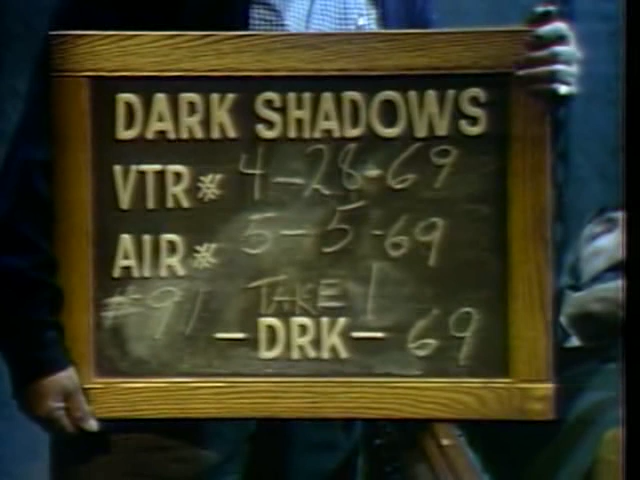 DARK SHADOWS
VTR # 4-28-69
AIR # 5-5-69
#91 TAKE 1
-DRK- 69